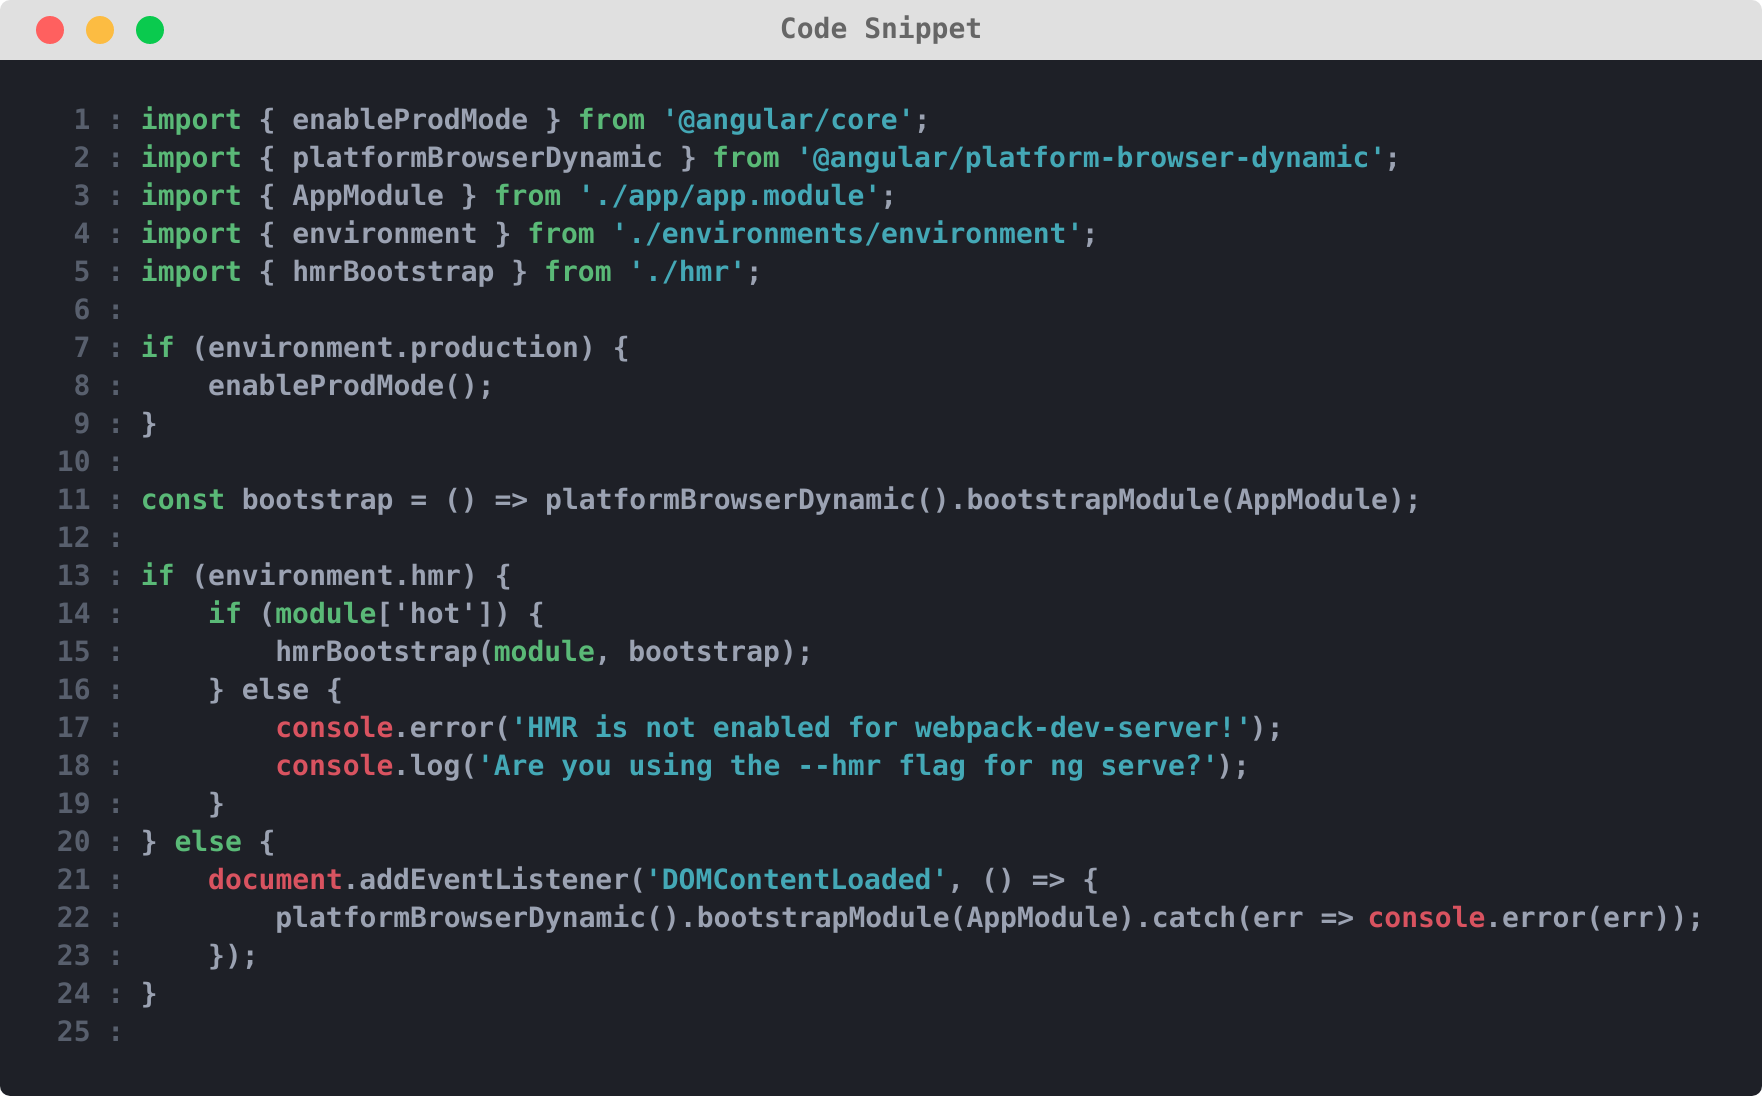 Code Snippet
1 : import { enableProdMode } from '@angular/core';
2 : import { platformBrowserDynamic } from '@angular/platform-browser-dynamic';
3 : import { AppModule } from './app/app.module';
4 : import { environment } from './environments/environment';
5 : import { hmrBootstrap } from './hmr';
6 :
7 : if (environment.production) {
8 :     enableProdMode();
9 : }
10 :
11 : const bootstrap = () => platformBrowserDynamic().bootstrapModule(AppModule);
12 :
13 : if (environment.hmr) {
14 :     if (module['hot']) {
15 :         hmrBootstrap(module, bootstrap);
16 :     } else {
17 :         console.error('HMR is not enabled for webpack-dev-server!');
18 :         console.log('Are you using the --hmr flag for ng serve?');
19 :     }
20 : } else {
21 :     document.addEventListener('DOMContentLoaded', () => {
22 :         platformBrowserDynamic().bootstrapModule(AppModule).catch(err => console.error(err));
23 :     });
24 : }
25 :